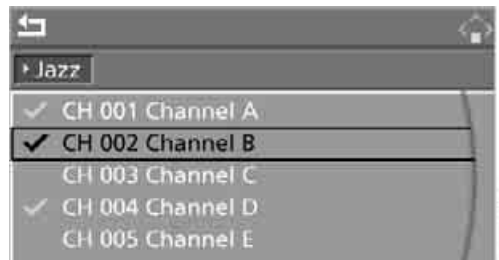 Jazz
CH 001 Channel A
CH 002 Channel B
CH 003 Channel C
CH 004 Channel D
CH 005 Channel E